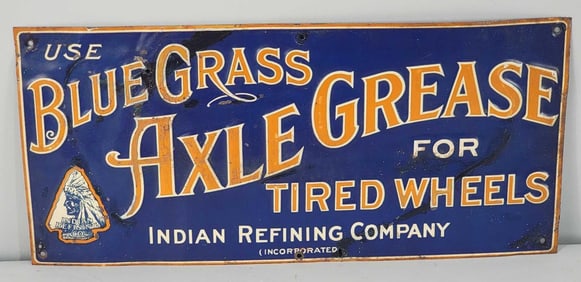 USE
BLUE GRASS
AXLE GREASE
FOR
TIRED WHEELS
INDIAN REFINING COMPANY
(INCORPORATED)